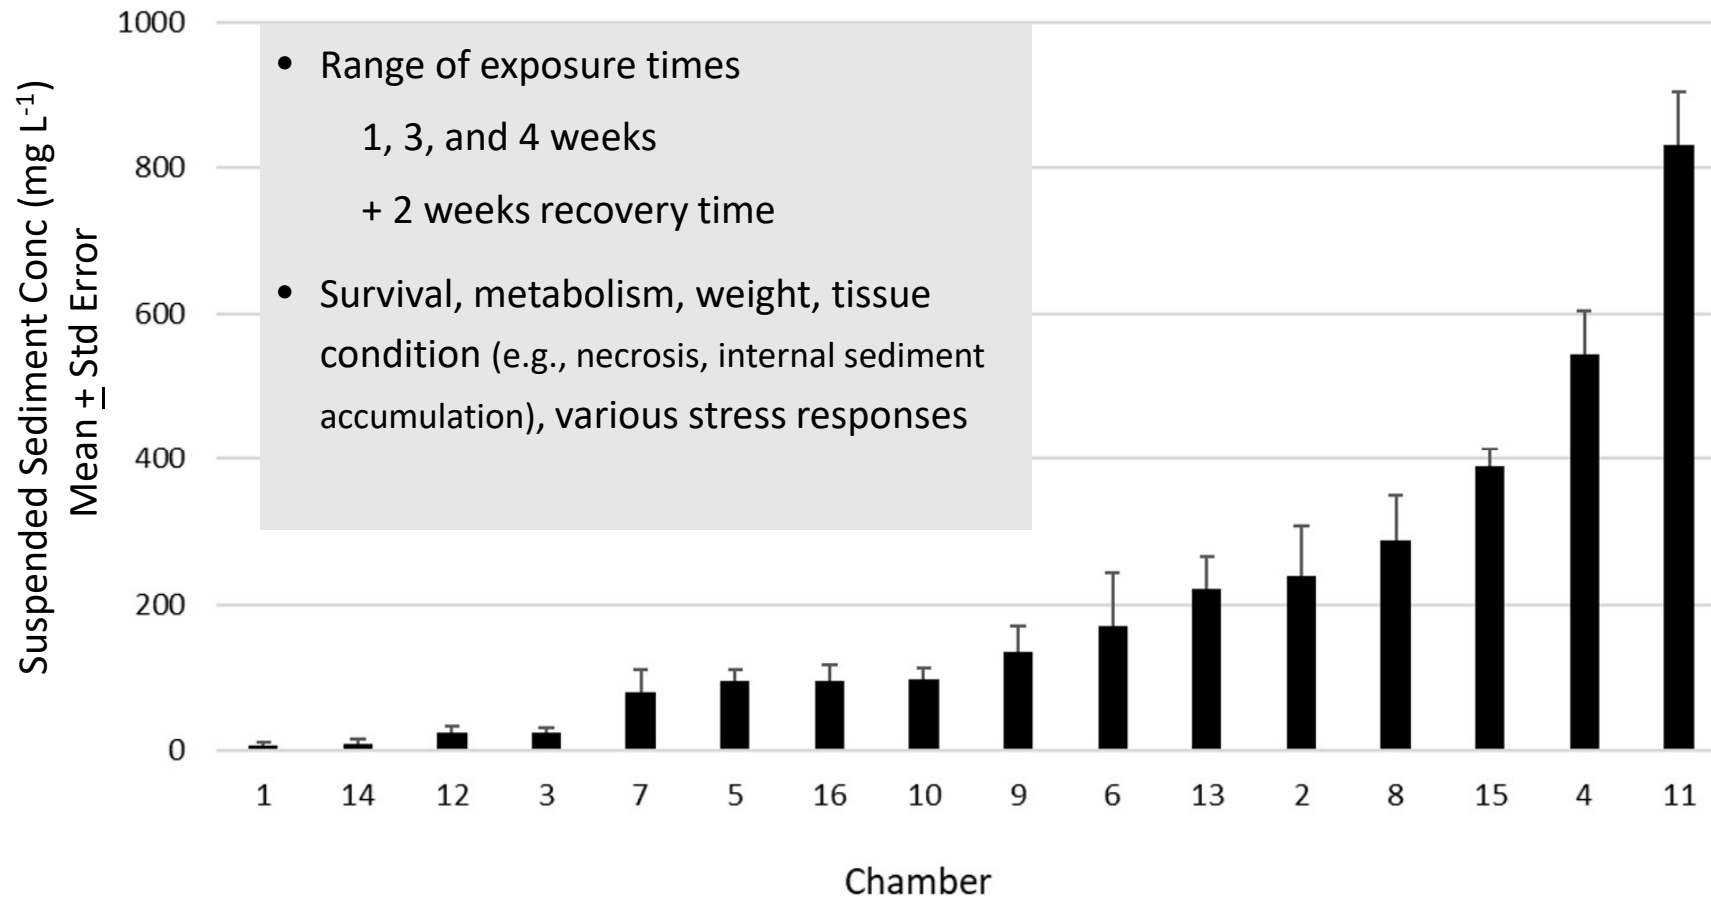 Suspended Sediment Conc (mg L⁻¹)
Mean ± Std Error
1000
800
600
400
200
0
• Range of exposure times
1, 3, and 4 weeks
+ 2 weeks recovery time
• Survival, metabolism, weight, tissue
condition (e.g., necrosis, internal sediment
accumulation), various stress responses
1 14 12 3 7 5 16 10 9 6 13 2 8 15 4 11
Chamber